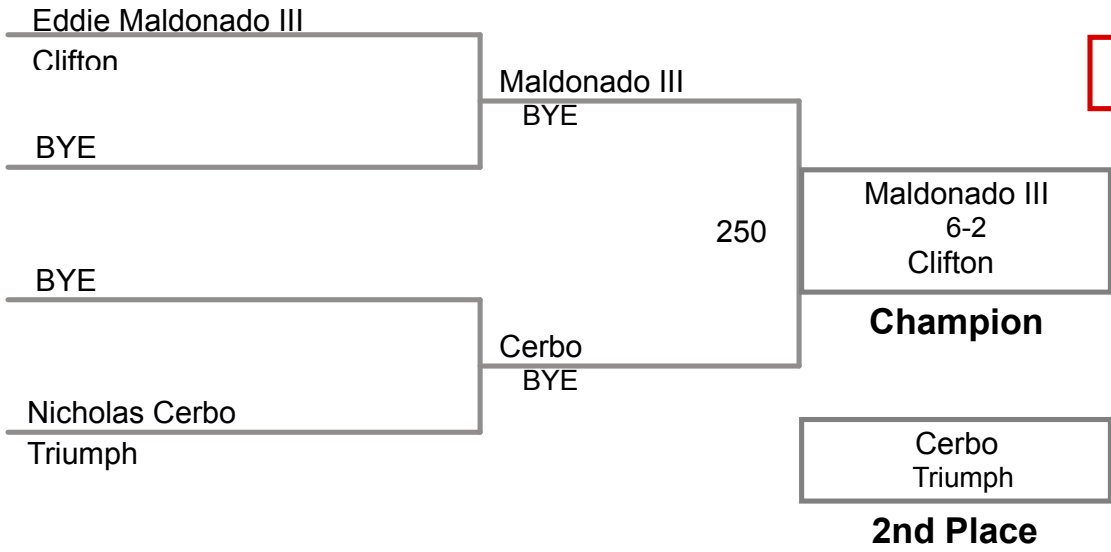 Eddie Maldonado III
Clifton
BYE
Maldonado III
BYE
250
BYE
Cerbo
BYE
Nicholas Cerbo
Triumph
Maldonado III
6-2
Clifton
Champion
Cerbo
Triumph
2nd Place